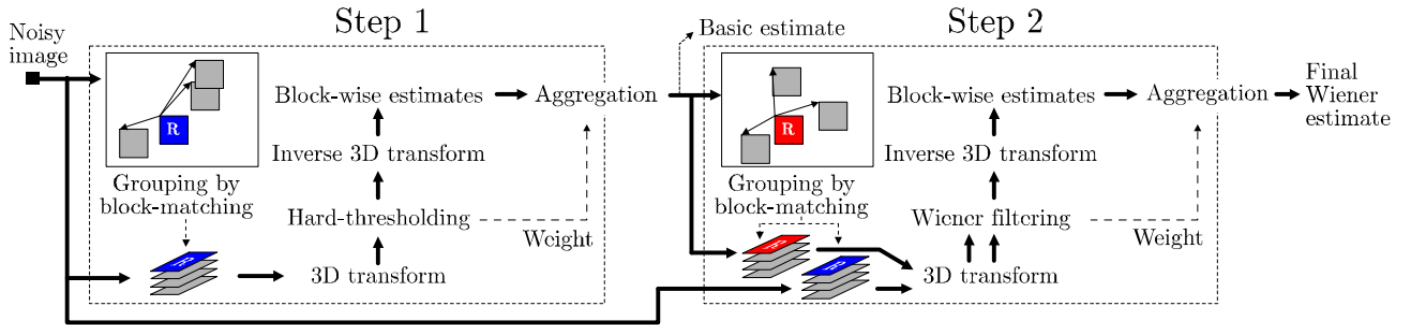 Step 1
Step 2
Noisy
image
R
Grouping by
block-matching
R
3D transform
Hard-thresholding
Inverse 3D transform
Block-wise estimates
Aggregation
Weight
Basic estimate
R
Grouping by
block-matching
R
R
3D transform
Wiener filtering
Inverse 3D transform
Block-wise estimates
Aggregation
Weight
Final
Wiener
estimate